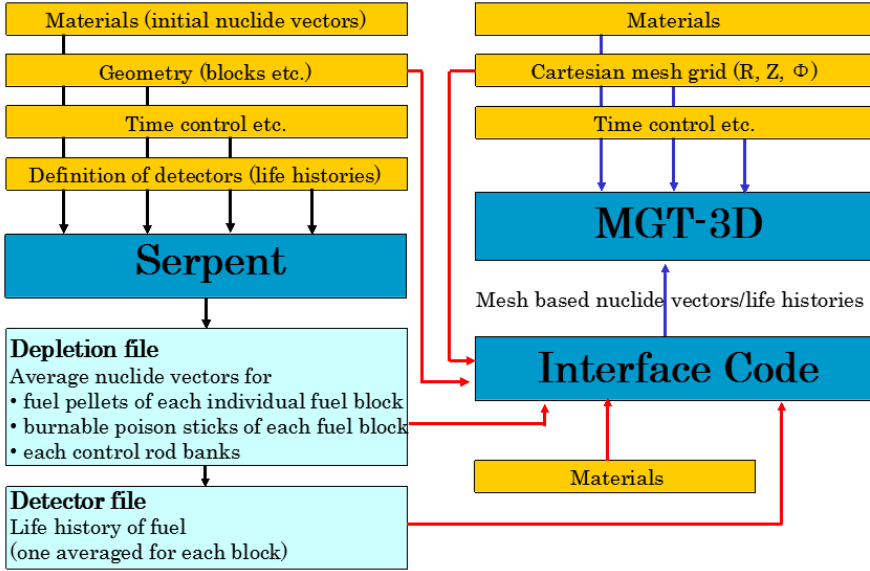 Materials (initial nuclide vectors)
Geometry (blocks etc.)
Time control etc.
Definition of detectors (life histories)
Serpent
Depletion file
Average nuclide vectors for
• fuel pellets of each individual fuel block
• burnable poison sticks of each fuel block
• each control rod banks
Detector file
Life history of fuel
(one averaged for each block)
Materials
Cartesian mesh grid (R, Z, Φ)
Time control etc.
MGT-3D
Mesh based nuclide vectors/life histories
Interface Code
Materials